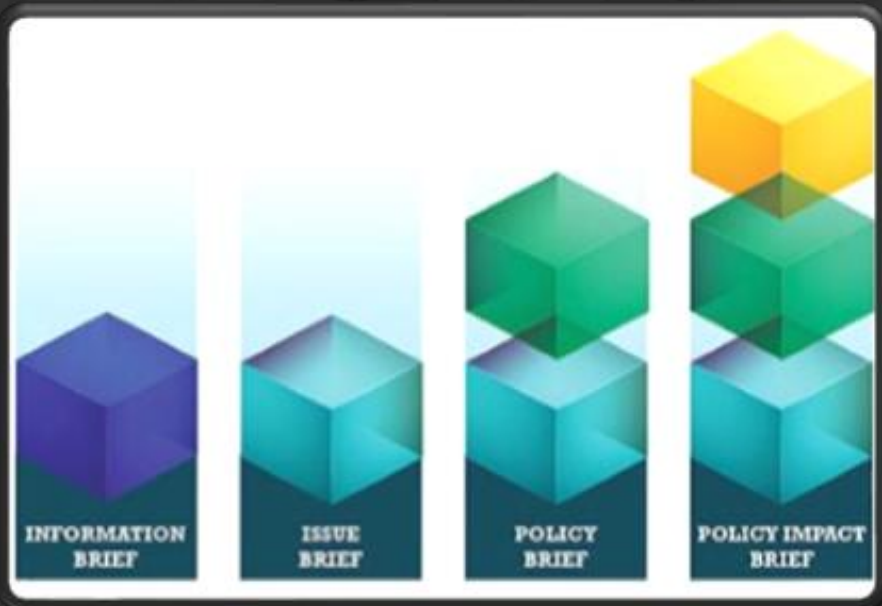 INFORMATION
BRIEF
ISSUE
BRIEF
POLICY
BRIEF
POLICY IMPACT
BRIEF